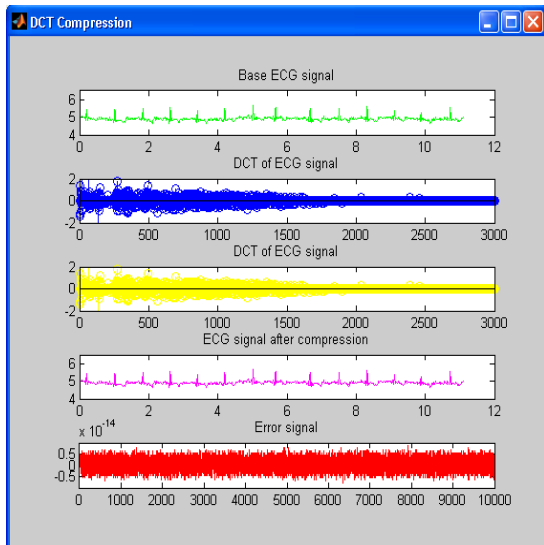 DCT Compression
Base ECG signal
6
5
4
0 2 4 6 8 10 12
DCT of ECG signal
2
0
-2
0 500 1000 1500 2000 2500 3000
DCT of ECG signal
2
0
-2
0 500 1000 1500 2000 2500 3000
ECG signal after compression
6
5
4
0 2 4 6 8 10 12
x 10^-14 Error signal
0.5
0
-0.5
0 1000 2000 3000 4000 5000 6000 7000 8000 9000 10000